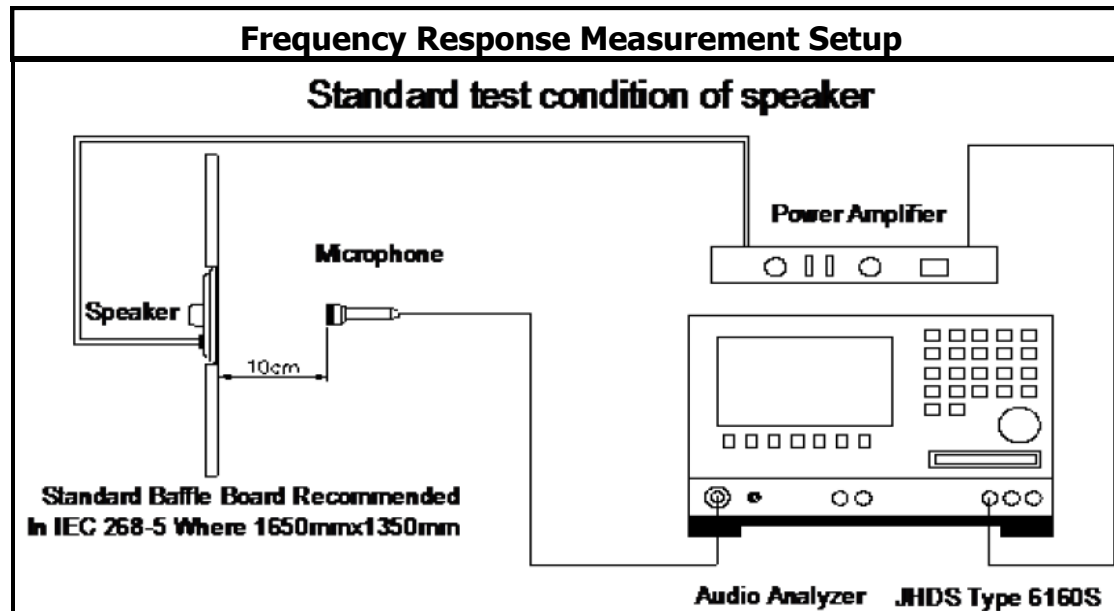 Frequency Response Measurement Setup
Standard test condition of speaker
Power Amplifier
Microphone
Speaker
10cm
Standard Baffle Board Recommended
In IEC 268-5 Where 1650mmx1350mm
Audio Analyzer JHDS Type 6160S